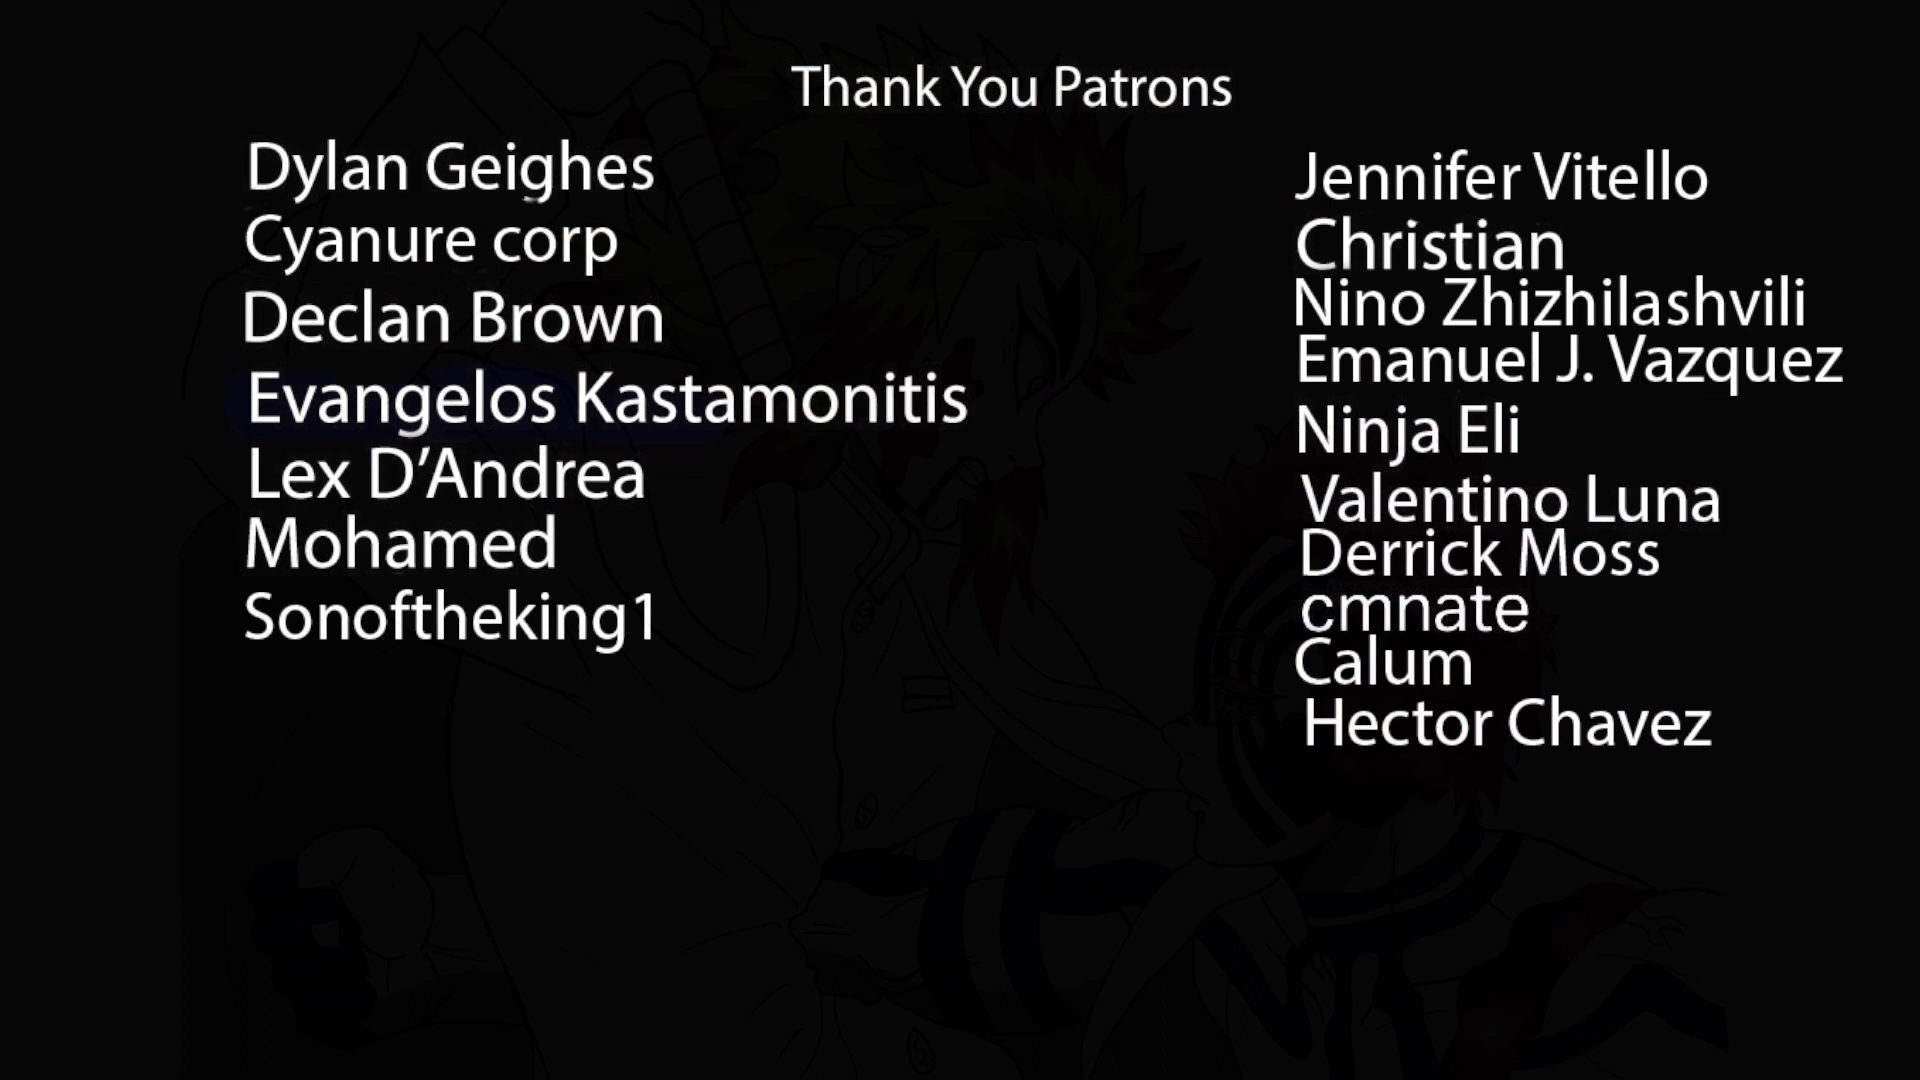 Thank You Patrons
Dylan Geighes
Cyanure corp
Declan Brown
Evangelos Kastamonitis
Lex D’Andrea
Mohamed
Sonoftheking1
Jennifer Vitello
Christian
Nino Zhizhilashvili
Emanuel J. Vazquez
Ninja Eli
Valentino Luna
Derrick Moss
cmnate
Calum
Hector Chavez